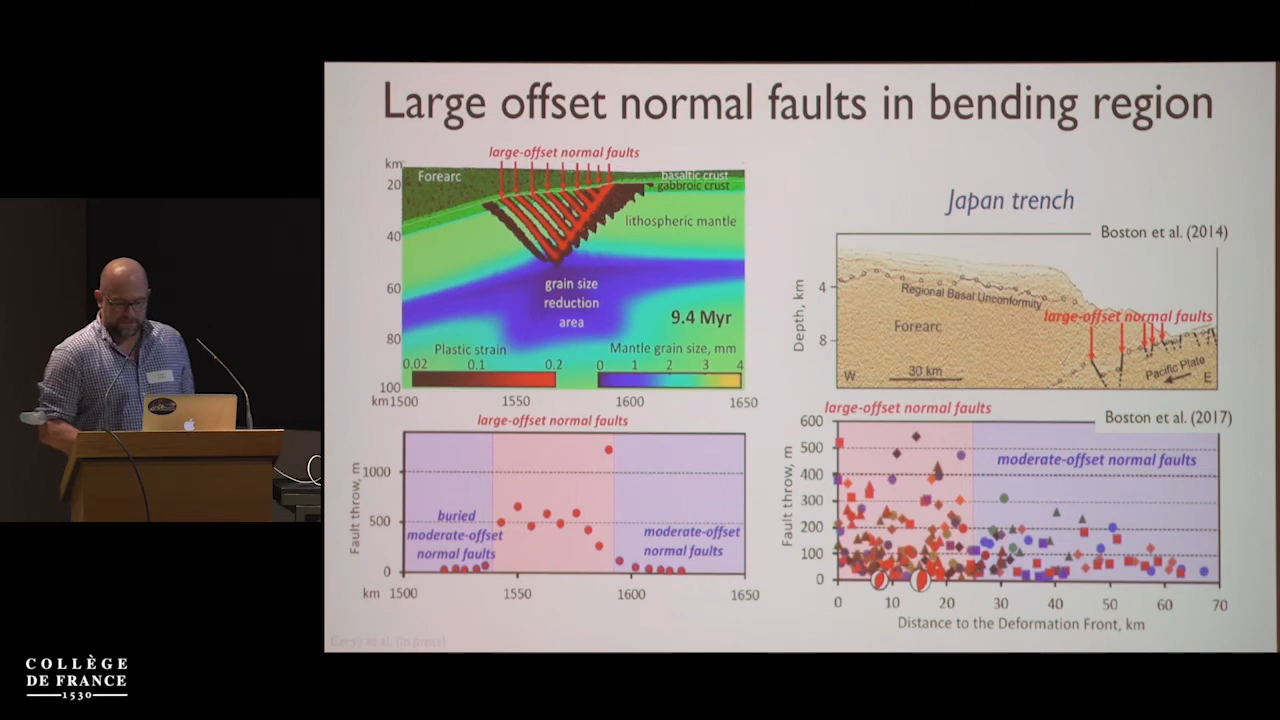 Large offset normal faults in bending region
large-offset normal faults
km
20
40
60
80
100
Forearc
basaltic crust
gabbroic crust
lithospheric mantle
grain size
reduction
area
9.4 Myr
Plastic strain
0.02 0.1 0.2
Mantle grain size, mm
0 1 2 3 4
km 1500 1550 1600 1650
large-offset normal faults
Fault throw, m
1000
500
0
buried
moderate-offset
normal faults
moderate-offset
normal faults
km 1500 1550 1600 1650
Japan trench
Boston et al. (2014)
Depth, km
4
8
Regional Basal Unconformity
Forearc
large-offset normal faults
Pacific Plate
W
30 km
E
large-offset normal faults
Boston et al. (2017)
Fault throw, m
600
500
400
300
200
100
0
moderate-offset normal faults
0 10 20 30 40 50 60 70
Distance to the Deformation Front, km
COLLÈGE
DE FRANCE
1530